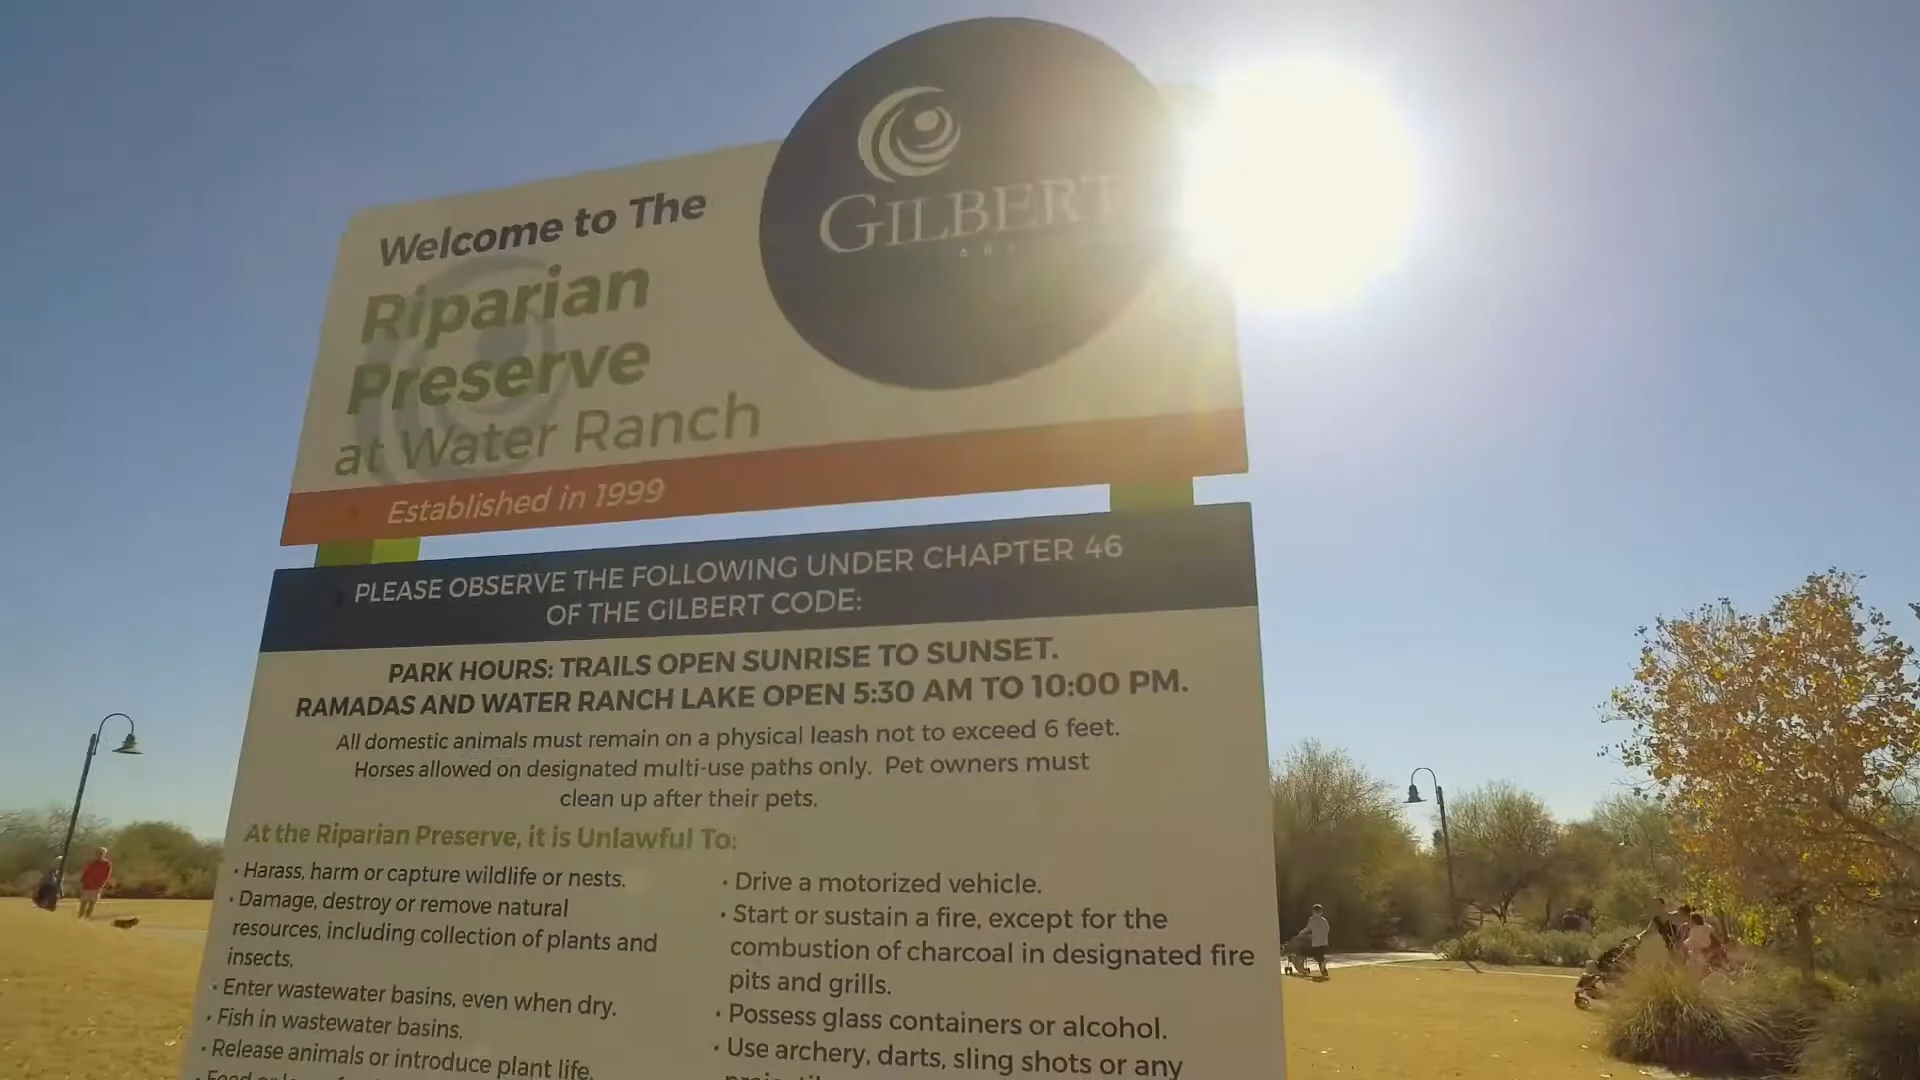 GILBERT
Welcome to The
Riparian
Preserve
at Water Ranch
Established in 1999
PLEASE OBSERVE THE FOLLOWING UNDER CHAPTER 46
OF THE GILBERT CODE:
PARK HOURS: TRAILS OPEN SUNRISE TO SUNSET.
RAMADAS AND WATER RANCH LAKE OPEN 5:30 AM TO 10:00 PM.
All domestic animals must remain on a physical leash not to exceed 6 feet.
Horses allowed on designated multi-use paths only. Pet owners must
clean up after their pets.
At the Riparian Preserve, it is Unlawful To:
• Harass, harm or capture wildlife or nests.
• Damage, destroy or remove natural
resources, including collection of plants and
insects.
• Enter wastewater basins, even when dry.
• Fish in wastewater basins.
• Release animals or introduce plant life.
• Drive a motorized vehicle.
• Start or sustain a fire, except for the
combustion of charcoal in designated fire
pits and grills.
• Possess glass containers or alcohol.
• Use archery, darts, sling shots or any